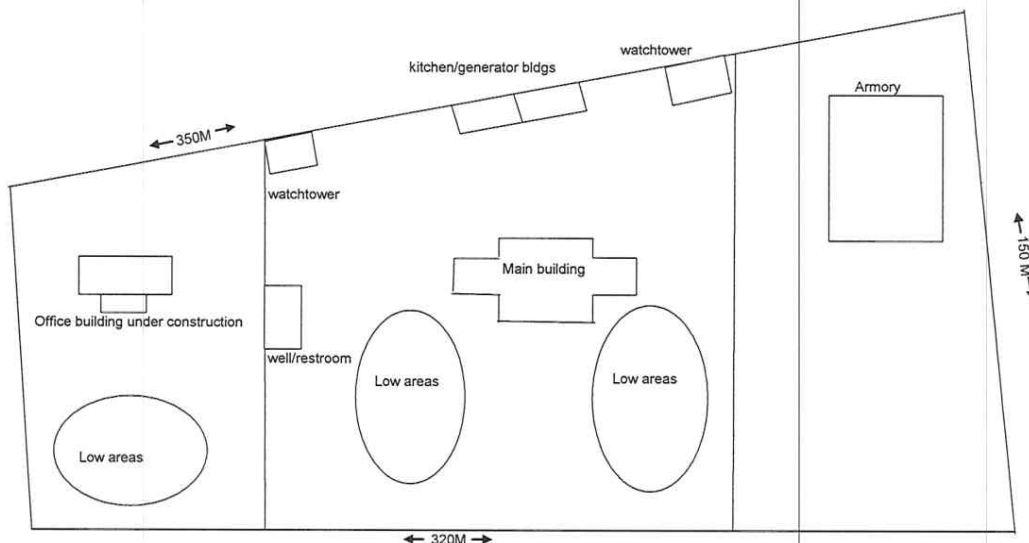 watchtower
kitchen/generator bldgs
Armory
350M
watchtower
150 M
Main building
Office building under construction
well/restroom
Low areas
Low areas
Low areas
320M